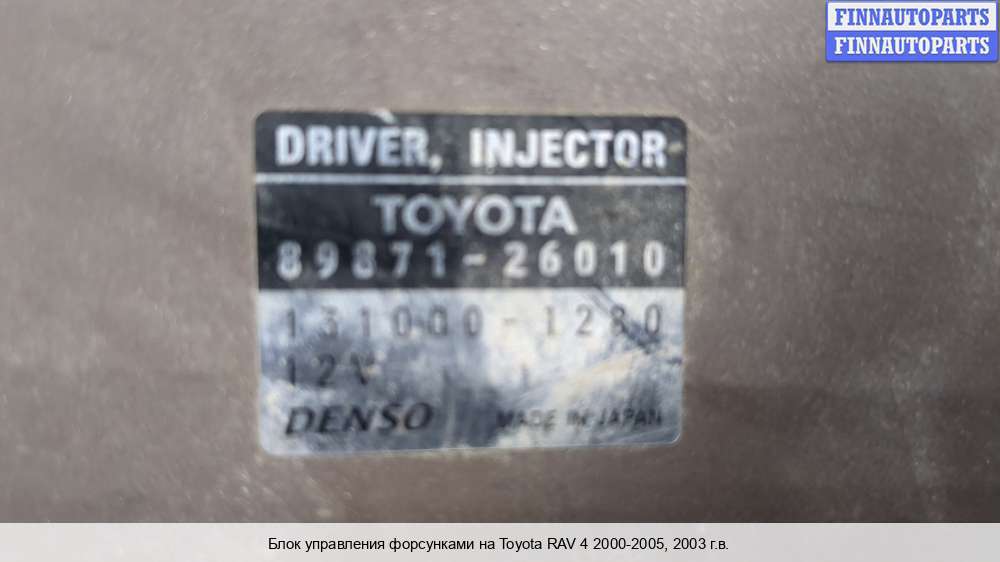 FINNAUTOPARTS
FINNAUTOPARTS
DRIVER, INJECTOR
TOYOTA
89871-26010
131000-1280
12V
DENSO MADE IN JAPAN
Блок управления форсунками на Toyota RAV 4 2000-2005, 2003 г.в.